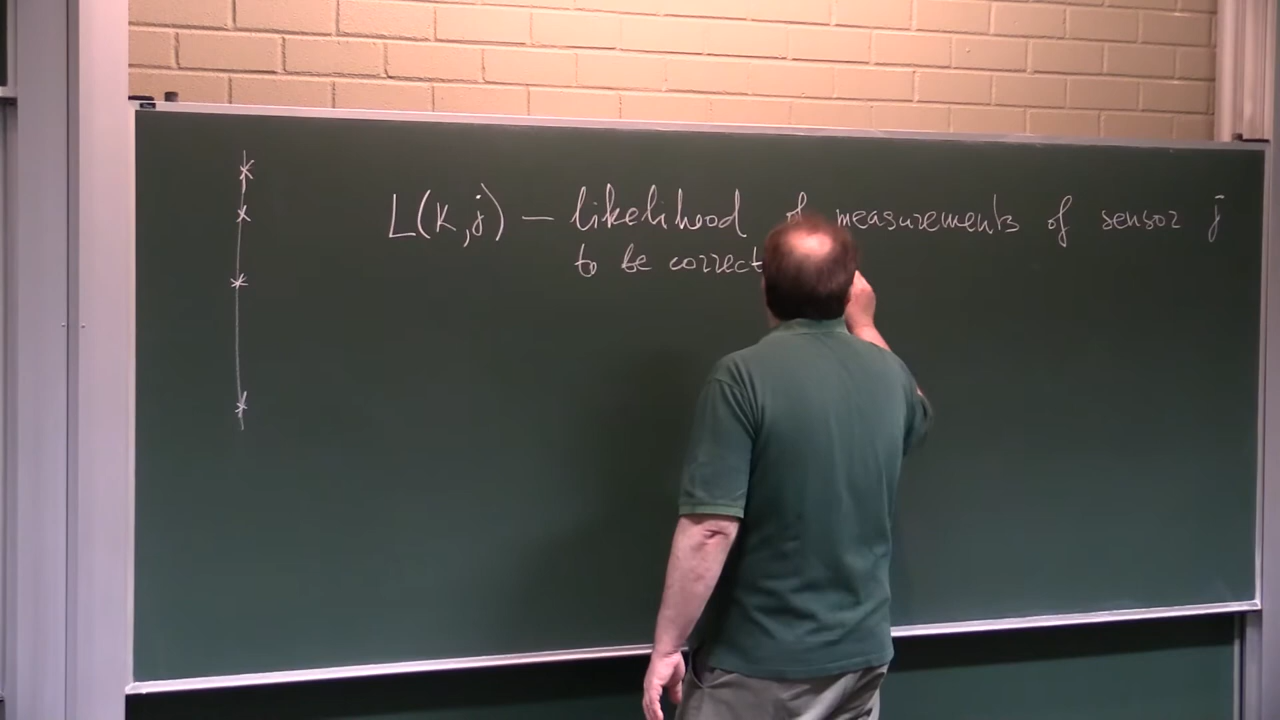 L(k,j) — likelihood of measurements of sensor j
to be correct